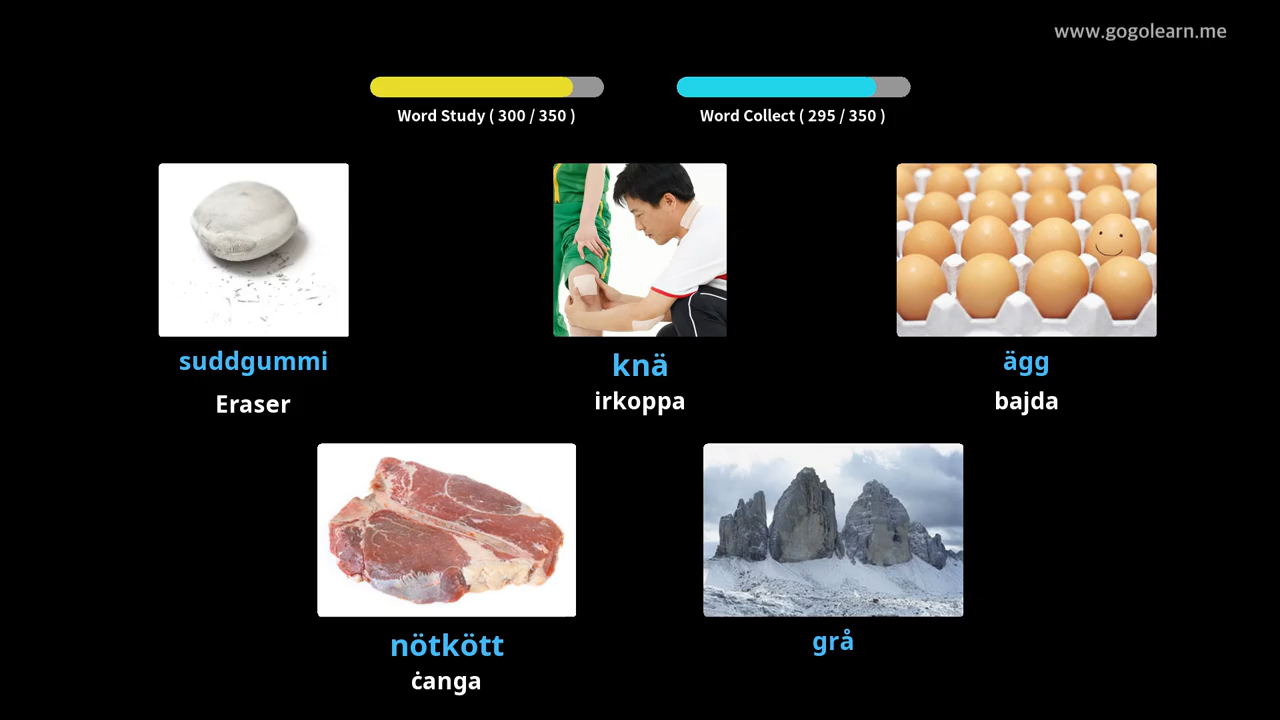 www.gogolearn.me
Word Study ( 300 / 350 )
Word Collect ( 295 / 350 )
suddgummi
Eraser
knä
irkoppa
ägg
bajda
nötkött
ċanga
grå